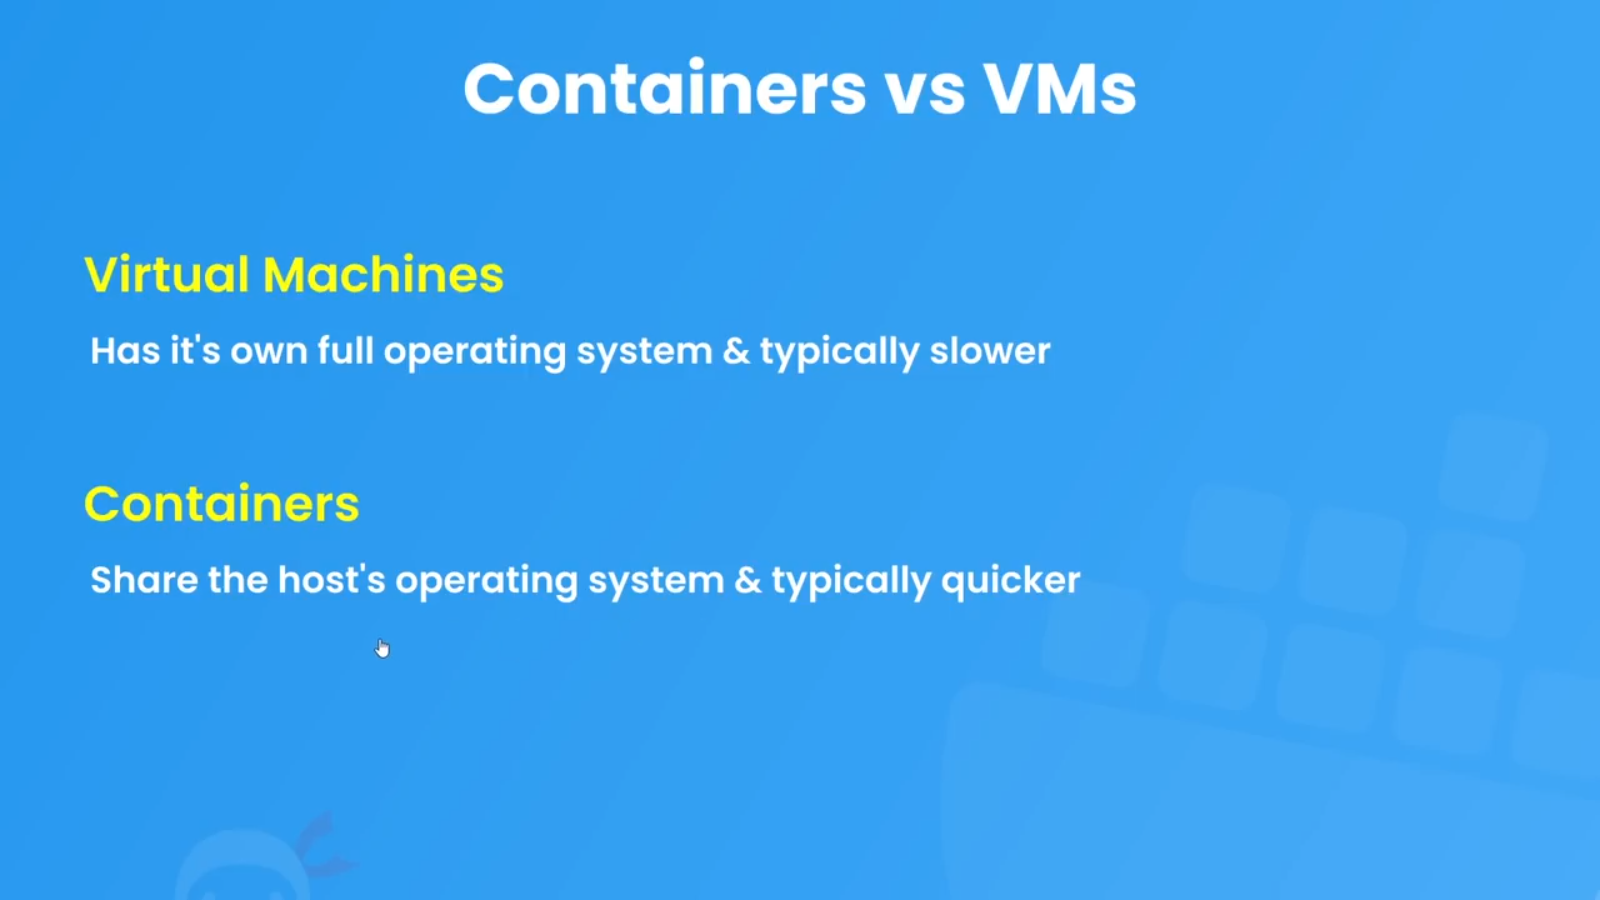 Containers vs VMs
Virtual Machines
Has it's own full operating system & typically slower
Containers
Share the host's operating system & typically quicker